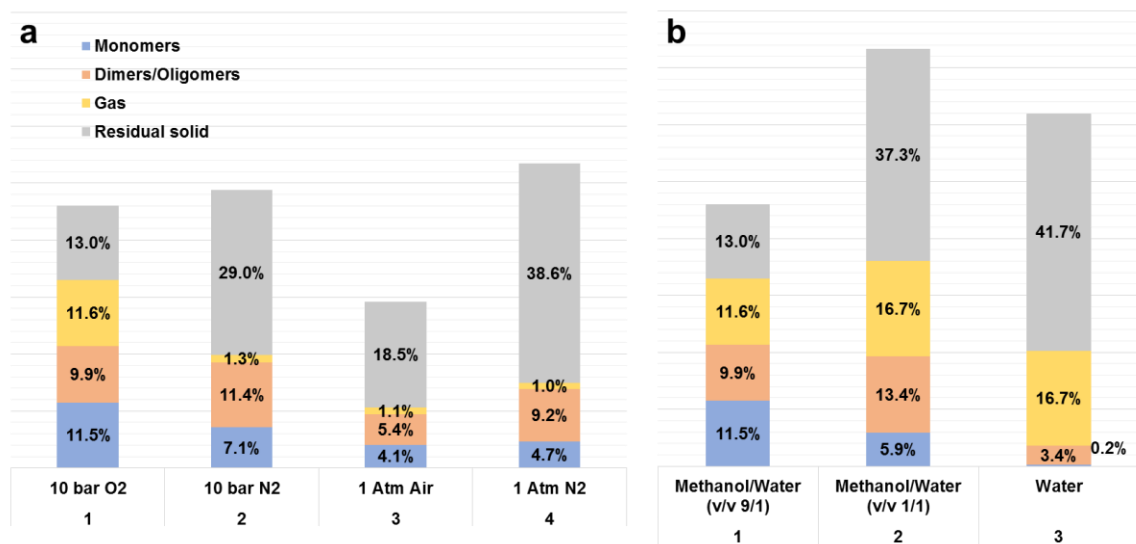 a
Monomers
Dimers/Oligomers
Gas
Residual solid
13.0%
11.6%
9.9%
11.5%
29.0%
1.3%
11.4%
7.1%
18.5%
1.1%
5.4%
4.1%
38.6%
1.0%
9.2%
4.7%
10 bar O2
10 bar N2
1 Atm Air
1 Atm N2
1
2
3
4
b
13.0%
11.6%
9.9%
11.5%
37.3%
16.7%
13.4%
5.9%
41.7%
16.7%
3.4%
0.2%
Methanol/Water
(v/v 9/1)
Methanol/Water
(v/v 1/1)
Water
1
2
3